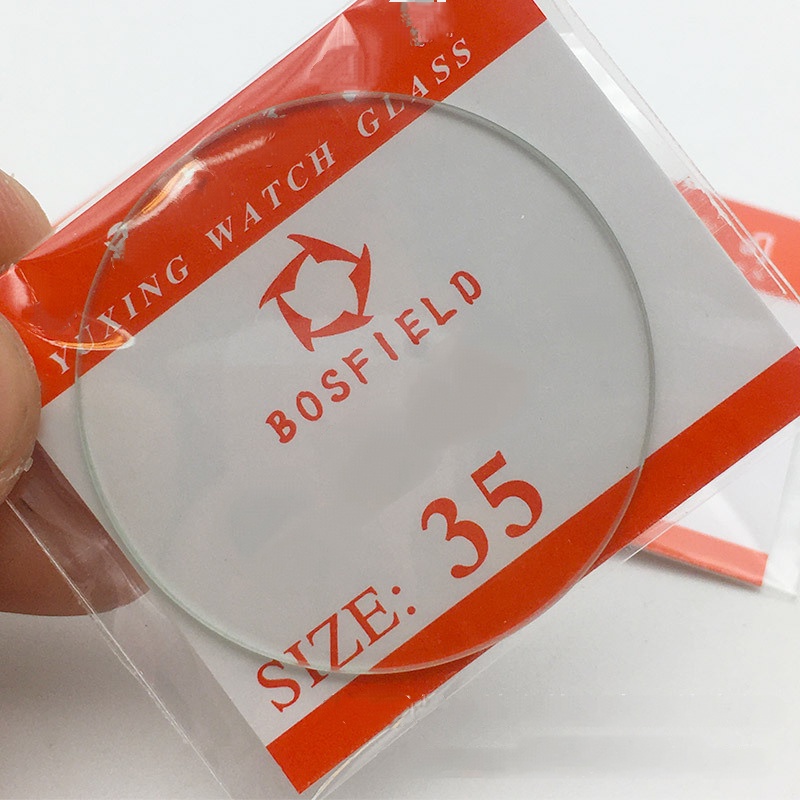 YUXING WATCH GLASS
BOSFIELD
SIZE: 35